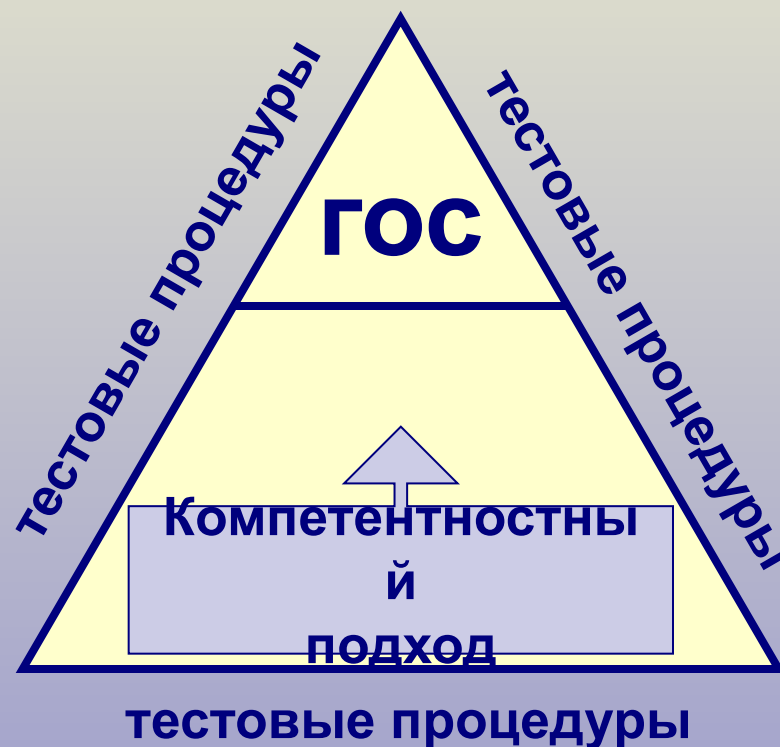 тестовые процедуры
тестовые процедуры
ГОС
Компетентностны
й
подход
тестовые процедуры